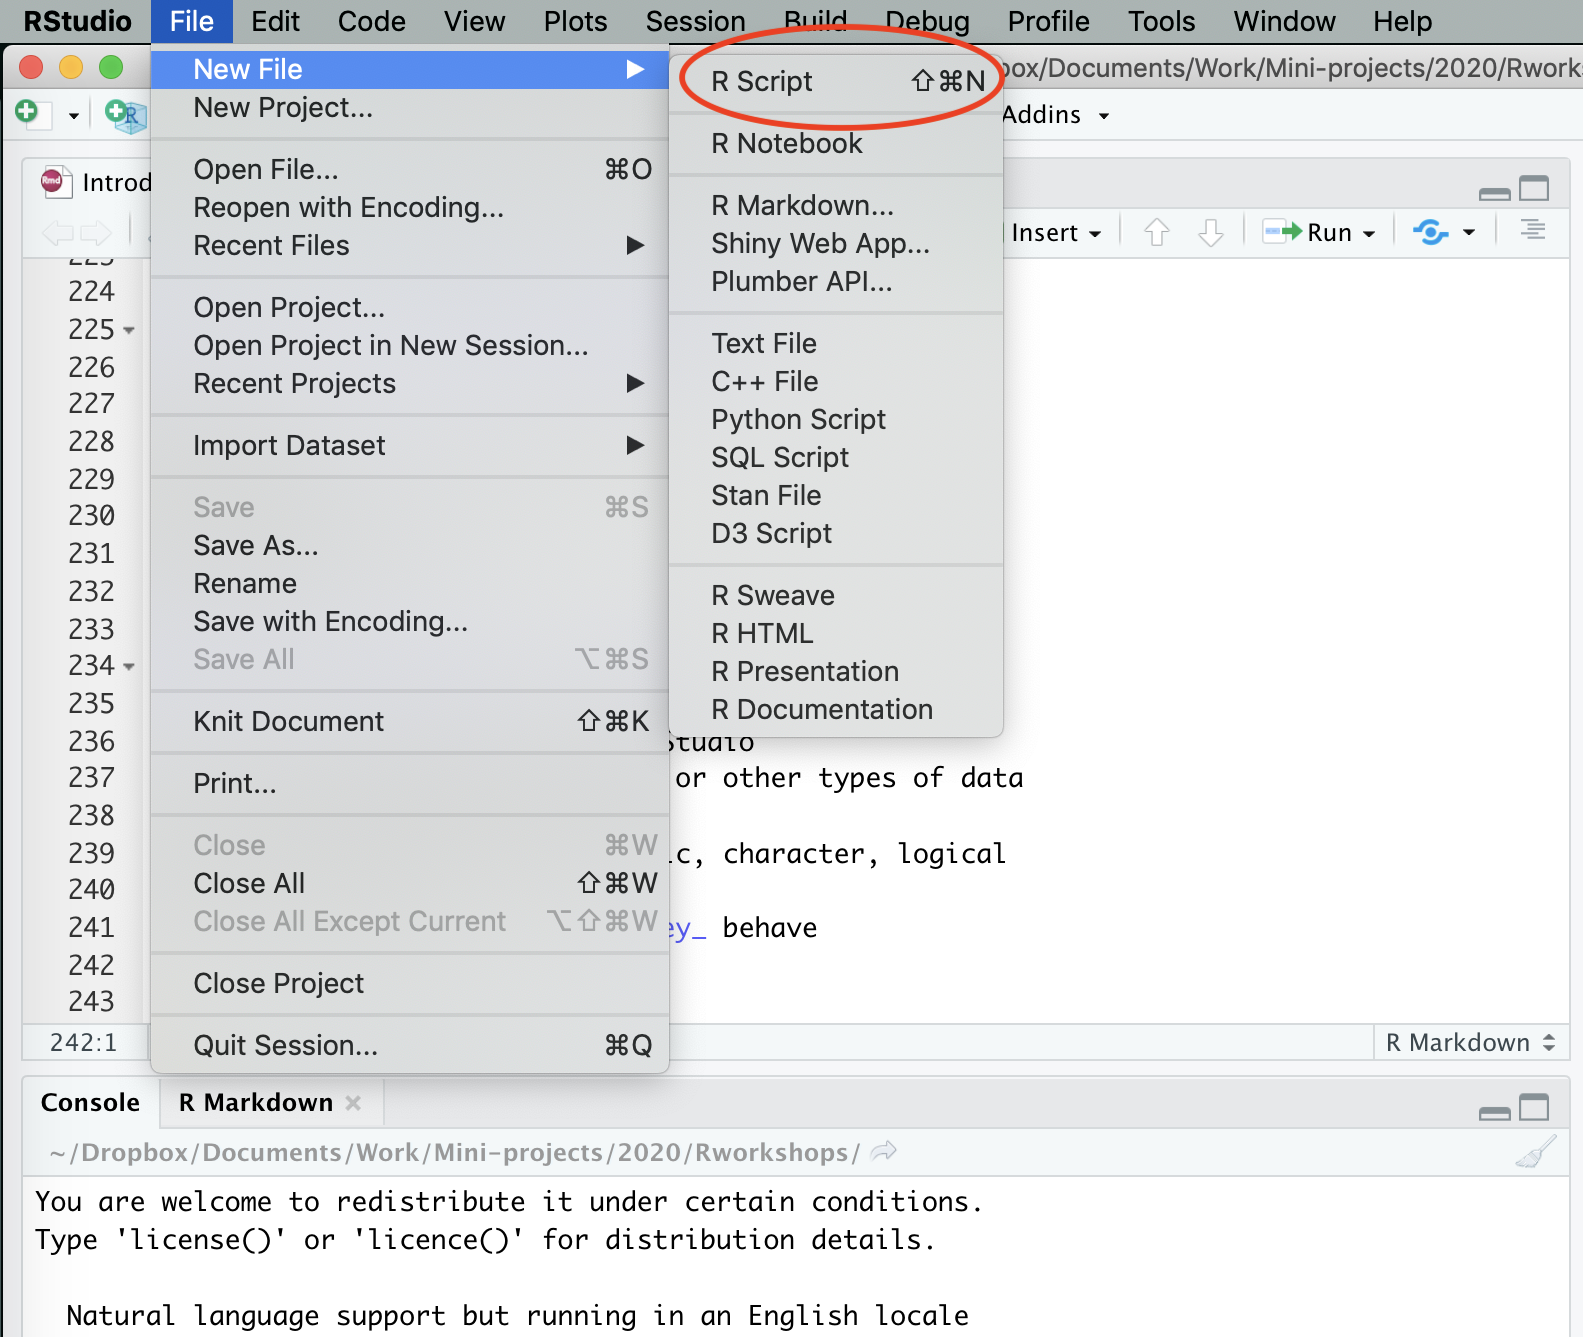 RStudio File Edit Code View Plots Session Build Debug Profile Tools Window Help
box/Documents/Work/Mini-projects/2020/Rworks
Addins
Introd
Insert Run
New File
New Project...
Open File... ⌘O
Reopen with Encoding...
Recent Files
Open Project...
Open Project in New Session...
Recent Projects
Import Dataset
Save ⌘S
Save As...
Rename
Save with Encoding...
Save All ⌥⌘S
Knit Document ⇧⌘K
Print...
Close ⌘W
Close All ⇧⌘W
Close All Except Current ⌥⇧⌘W
Close Project
Quit Session... ⌘Q
R Script ⇧⌘N
R Notebook
R Markdown...
Shiny Web App...
Plumber API...
Text File
C++ File
Python Script
SQL Script
Stan File
D3 Script
R Sweave
R HTML
R Presentation
R Documentation
223
224
225
226
227
228
229
230
231
232
233
234
235
236 Studio
237 or other types of data
238
239 ic, character, logical
240
241 ey_ behave
242
243
242:1 R Markdown
Console R Markdown
~/Dropbox/Documents/Work/Mini-projects/2020/Rworkshops/
You are welcome to redistribute it under certain conditions.
Type 'license()' or 'licence()' for distribution details.
Natural language support but running in an English locale